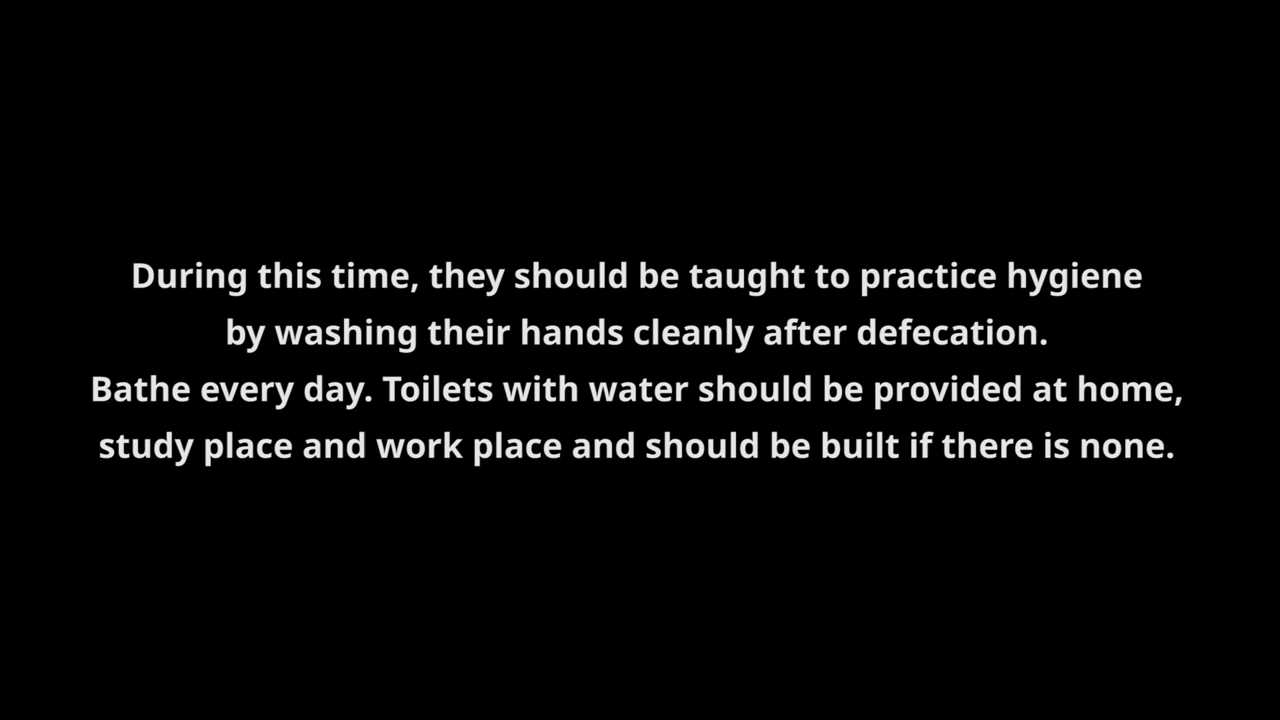 During this time, they should be taught to practice hygiene
by washing their hands cleanly after defecation.
Bathe every day. Toilets with water should be provided at home,
study place and work place and should be built if there is none.